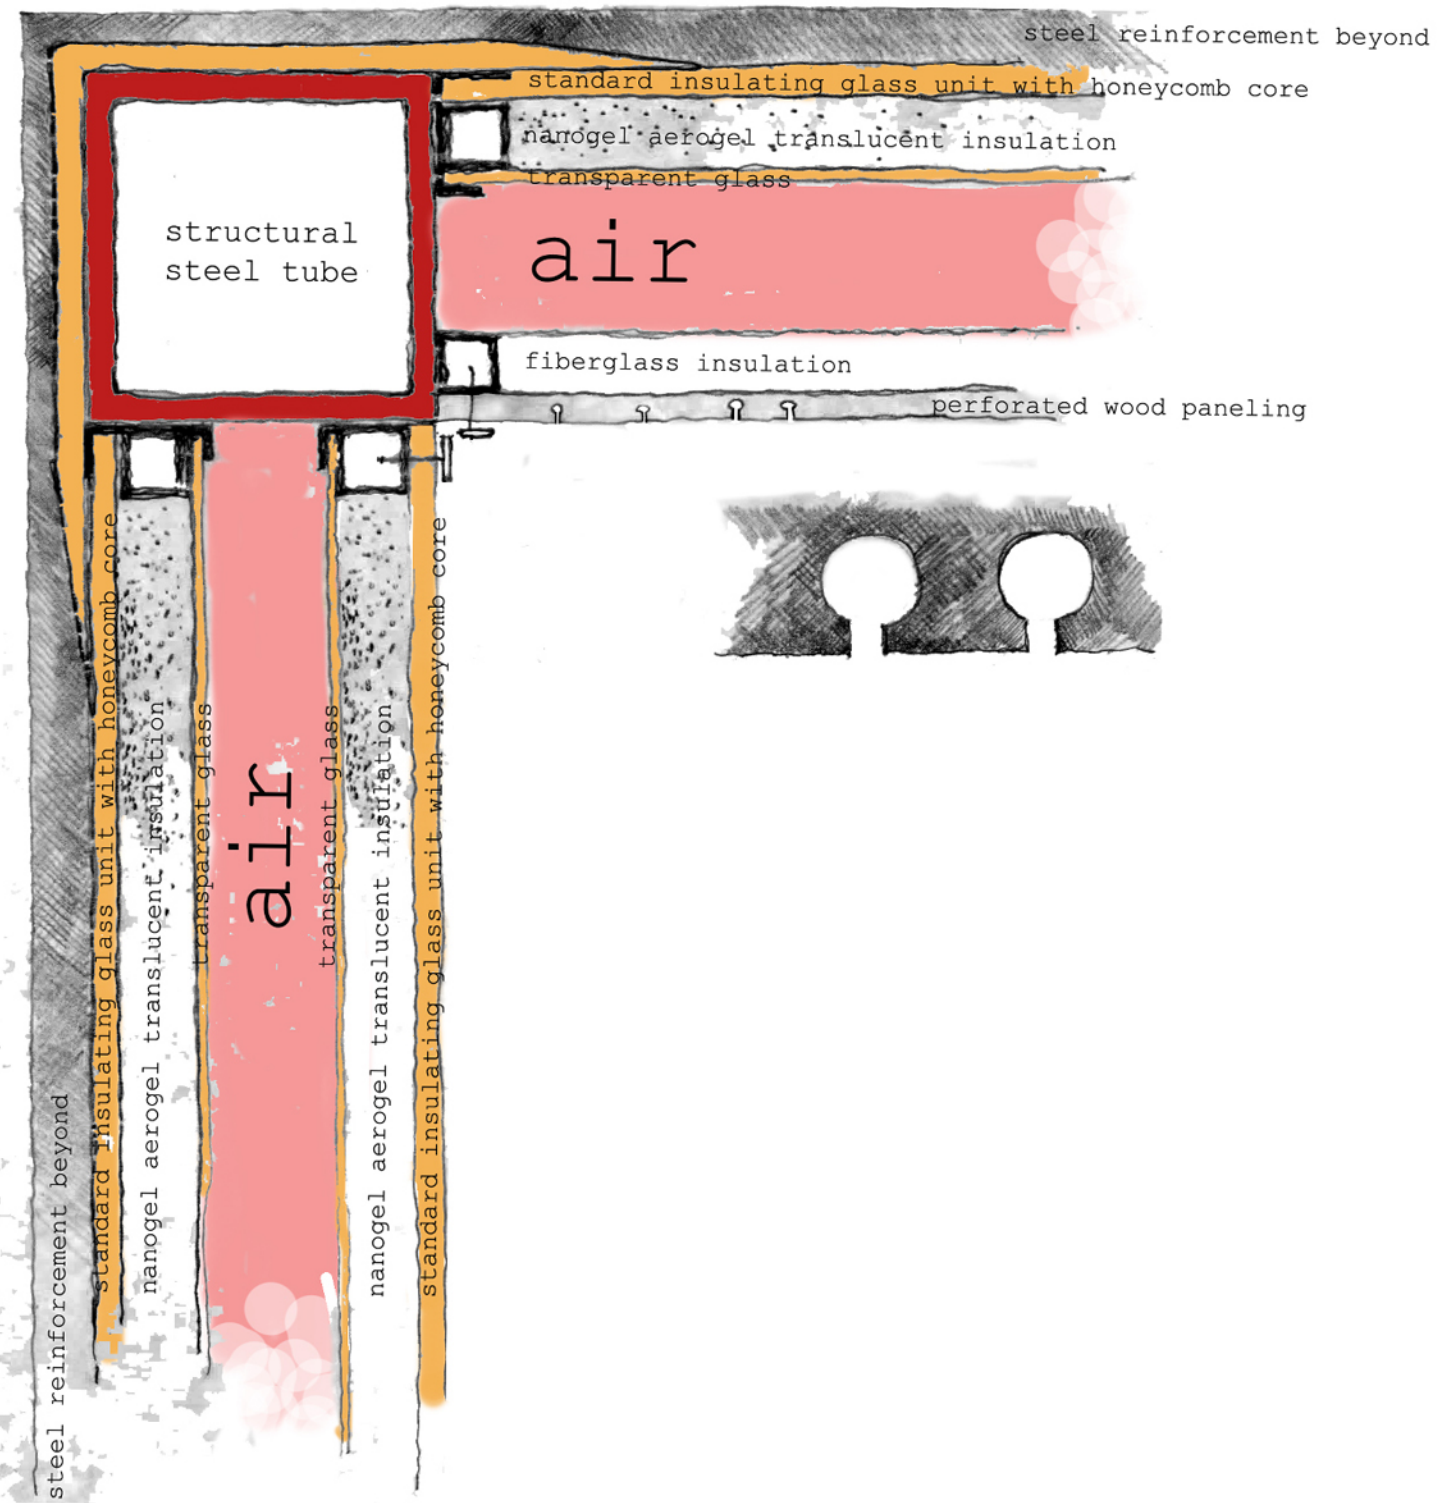 steel reinforcement beyond
standard insulating glass unit with honeycomb core
nanogel aerogel translucent insulation
transparent glass
structural
steel tube
air
fiberglass insulation
perforated wood paneling
steel reinforcement beyond
standard insulating glass unit with honeycomb core
nanogel aerogel translucent insulation
transparent glass
air
transparent glass
nanogel aerogel translucent insulation
standard insulating glass unit with honeycomb core